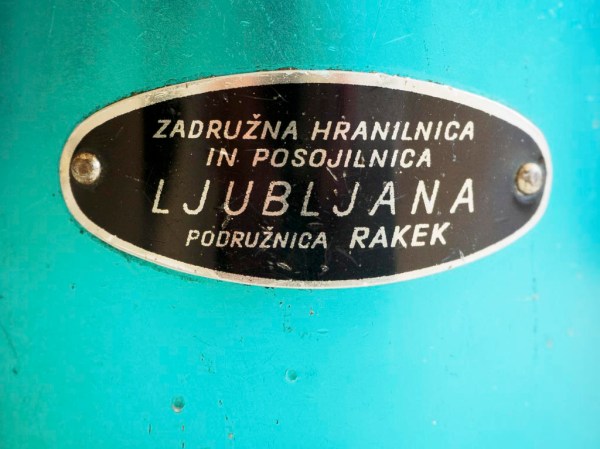 ZADRUŽNA HRANILNICA
IN POSOJILNICA
LJUBLJANA
PODRUŽNICA RAKEK